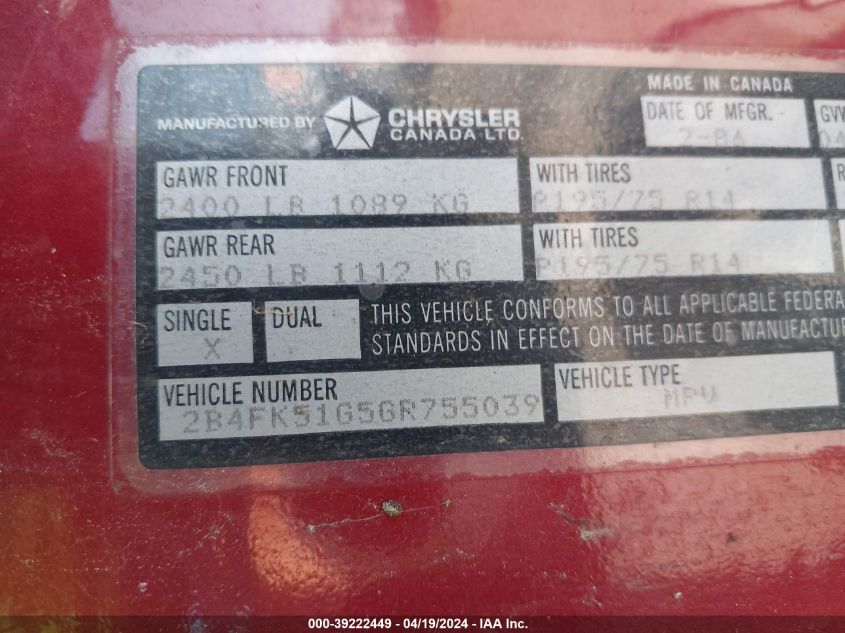 MADE IN CANADA
MANUFACTURED BY CHRYSLER CANADA LTD.
DATE OF MFGR.
2-86
GVW
04
GAWR FRONT
2400 LB 1089 KG
WITH TIRES
P195/75 R14
R
GAWR REAR
2450 LB 1112 KG
WITH TIRES
P195/75 R14
SINGLE
X
DUAL
THIS VEHICLE CONFORMS TO ALL APPLICABLE FEDERA
STANDARDS IN EFFECT ON THE DATE OF MANUFACTUR
VEHICLE NUMBER
2B4FK51G5GR755039
VEHICLE TYPE
MPV
000-39222449 - 04/19/2024 - IAA Inc.